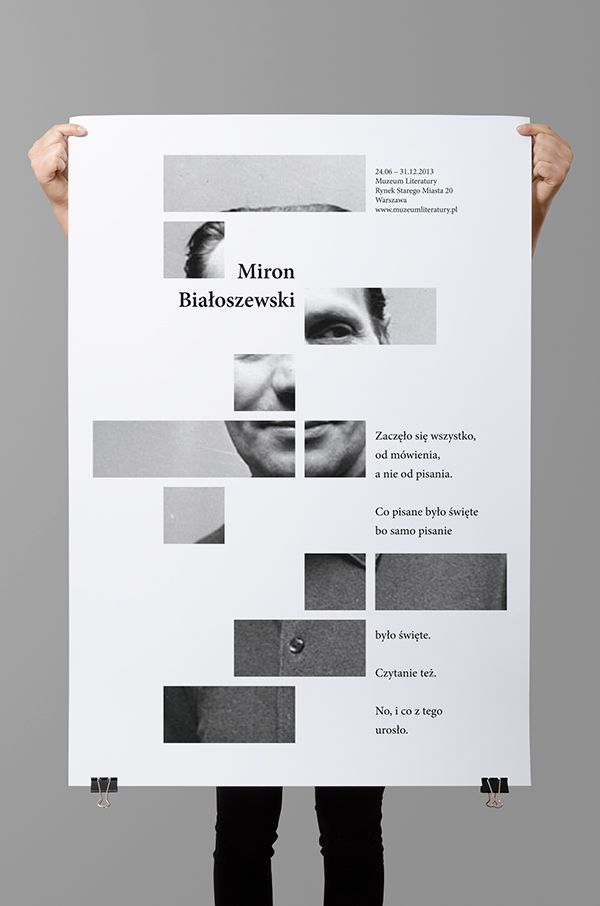 24.06 – 31.12.2013
Muzeum Literatury
Rynek Starego Miasta 20
Warszawa
www.muzeumliteratury.pl
Miron
Białoszewski
Zaczęło się wszystko,
od mówienia,
a nie od pisania.
Co pisane było święte
bo samo pisanie
było święte.
Czytanie też.
No, i co z tego
urosło.